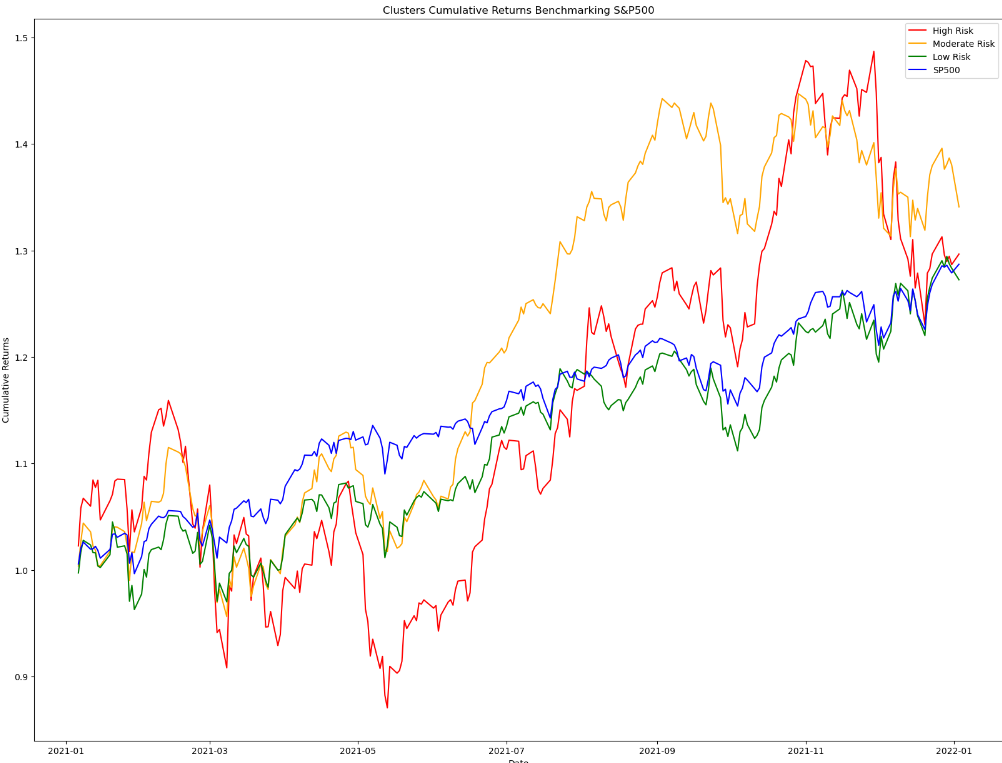 Clusters Cumulative Returns Benchmarking S&P500
High Risk
Moderate Risk
Low Risk
SP500
1.5
1.4
1.3
1.2
1.1
1.0
0.9
Cumulative Returns
2021-01
2021-03
2021-05
2021-07
2021-09
2021-11
2022-01
Date